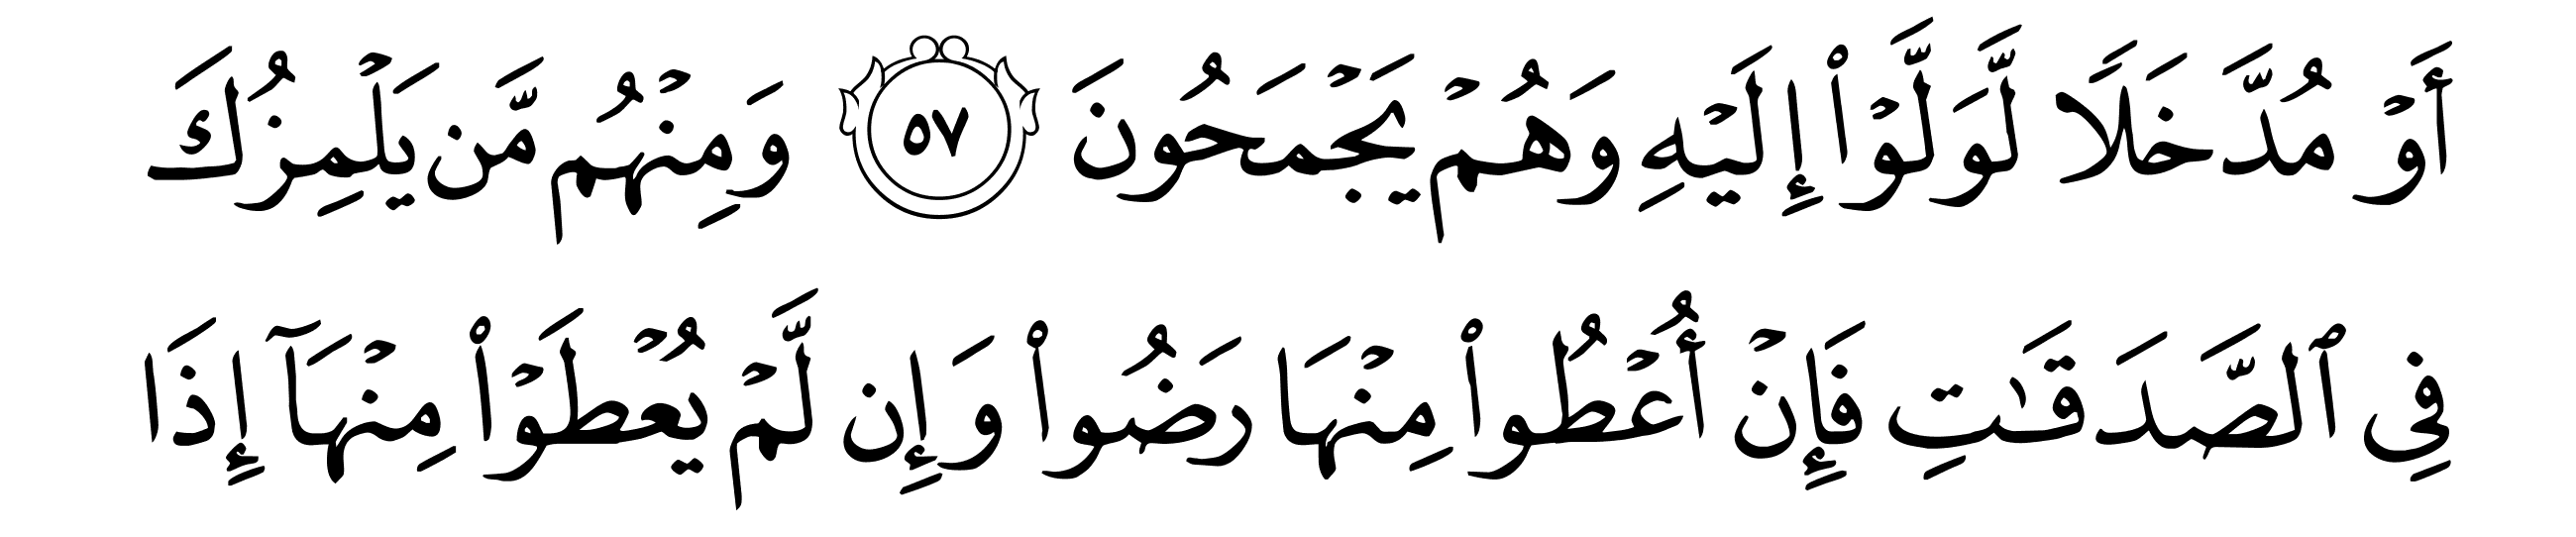 أَوْ مُدَّخَلًا لَّوَلَّوْا۟ إِلَيْهِ وَهُمْ يَجْمَحُونَ ٥٧ وَمِنْهُم مَّن يَلْمِزُكَ
فِى ٱلصَّدَقَـٰتِ فَإِنْ أُعْطُوا۟ مِنْهَا رَضُوا۟ وَإِن لَّمْ يُعْطَوْا۟ مِنْهَآ إِذَا